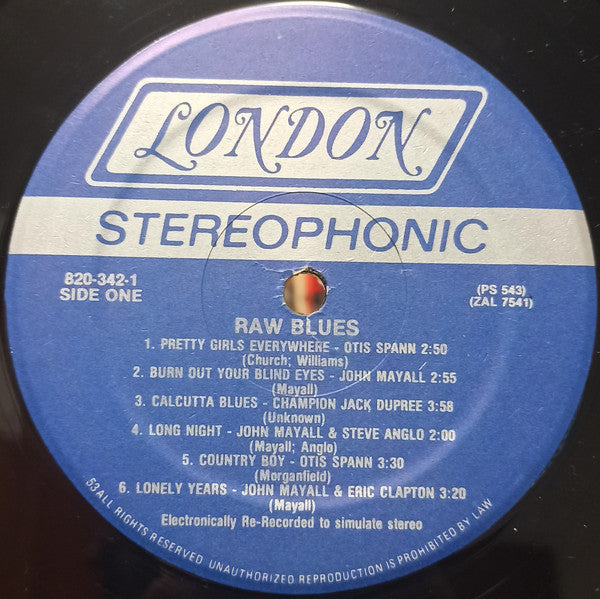 LONDON
STEREOPHONIC
820-342-1
SIDE ONE
(PS 543)
(ZAL 7541)
RAW BLUES
1. PRETTY GIRLS EVERYWHERE - OTIS SPANN 2:50
(Church; Williams)
2. BURN OUT YOUR BLIND EYES - JOHN MAYALL 2:55
(Mayall)
3. CALCUTTA BLUES - CHAMPION JACK DUPREE 3:58
(Unknown)
4. LONG NIGHT - JOHN MAYALL & STEVE ANGLO 2:00
(Mayall; Anglo)
5. COUNTRY BOY - OTIS SPANN 3:30
(Morganfield)
6. LONELY YEARS - JOHN MAYALL & ERIC CLAPTON 3:20
(Mayall)
Electronically Re-Recorded to simulate stereo
53 ALL RIGHTS RESERVED UNAUTHORIZED REPRODUCTION IS PROHIBITED BY LAW